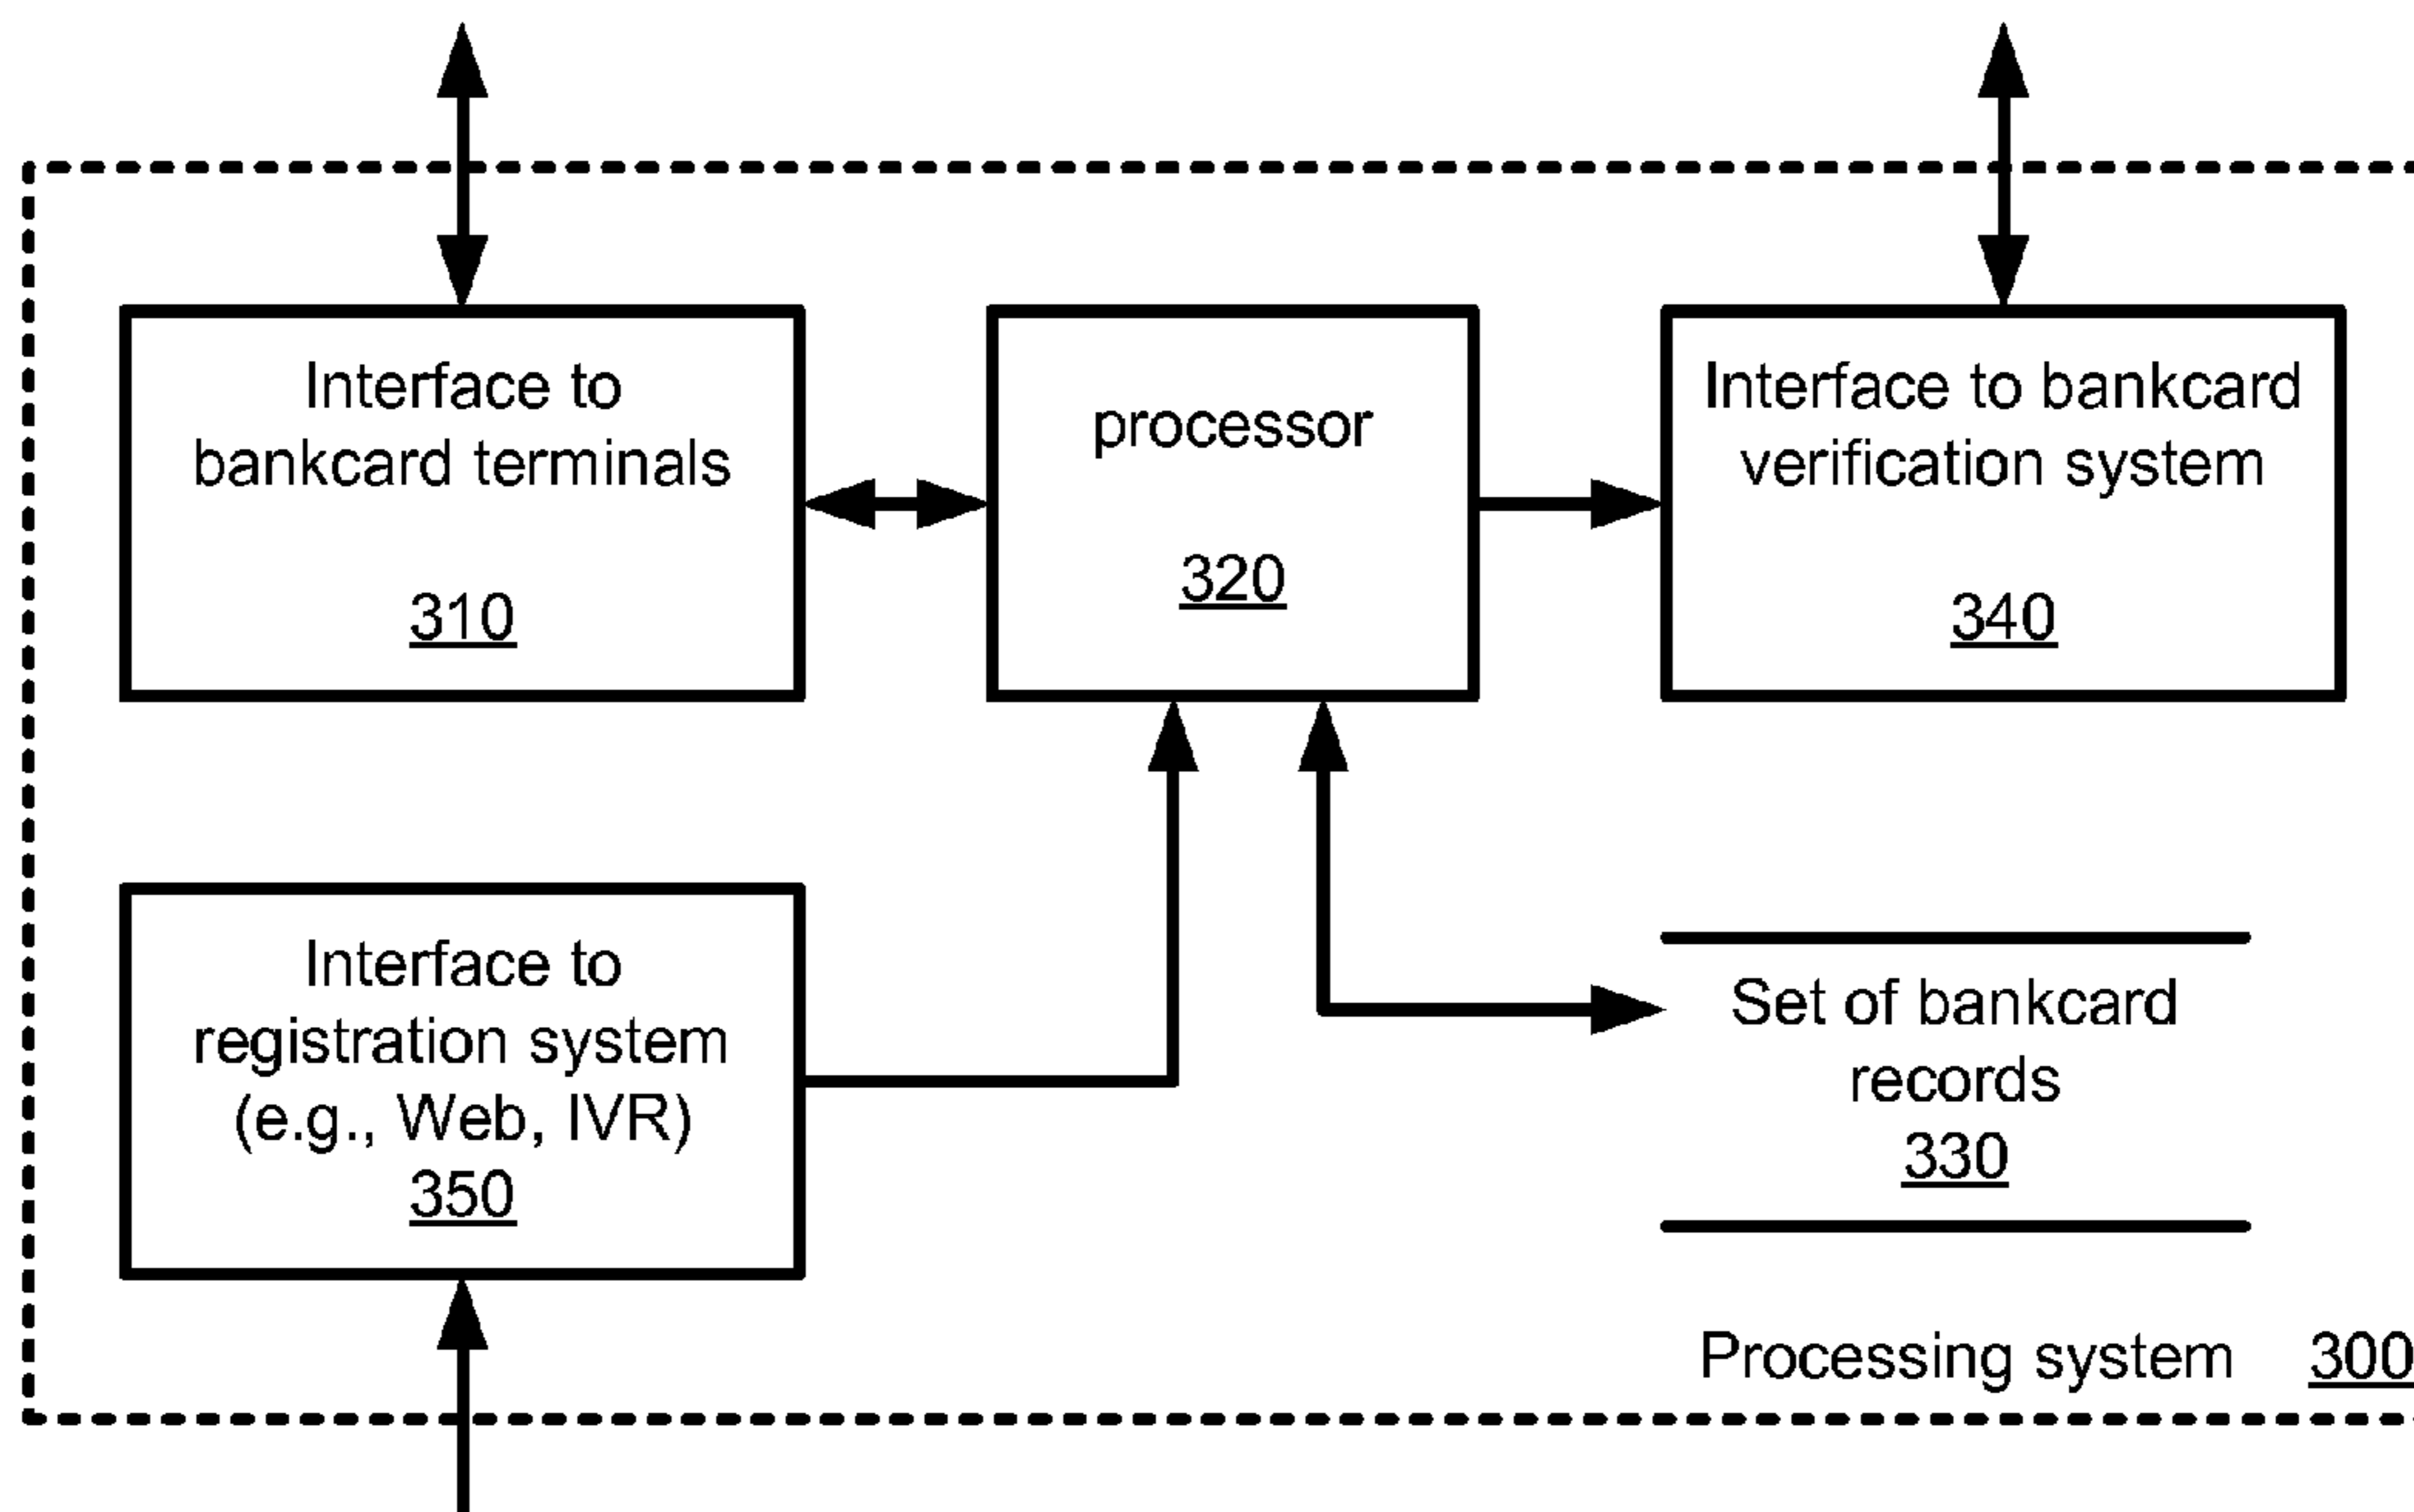 Interface to
bankcard terminals
310
processor
320
Interface to bankcard
verification system
340
Interface to
registration system
(e.g., Web, IVR)
350
Set of bankcard
records
330
Processing system 300